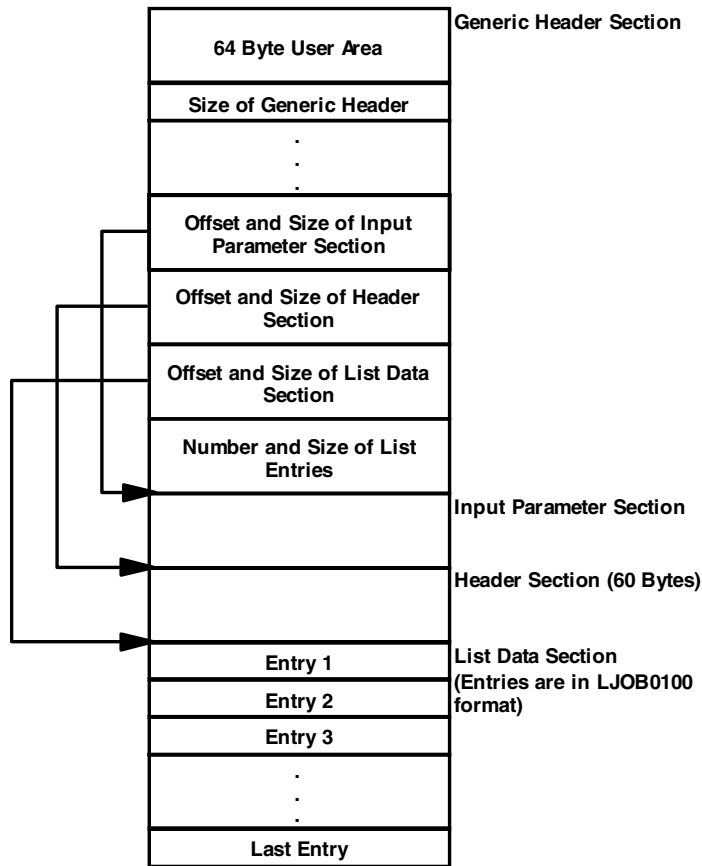 Generic Header Section
64 Byte User Area
Size of Generic Header
.
.
.
Offset and Size of Input
Parameter Section
Offset and Size of Header
Section
Offset and Size of List Data
Section
Number and Size of List
Entries
Input Parameter Section
Header Section (60 Bytes)
List Data Section
(Entries are in LJOB0100
format)
Entry 1
Entry 2
Entry 3
.
.
.
Last Entry